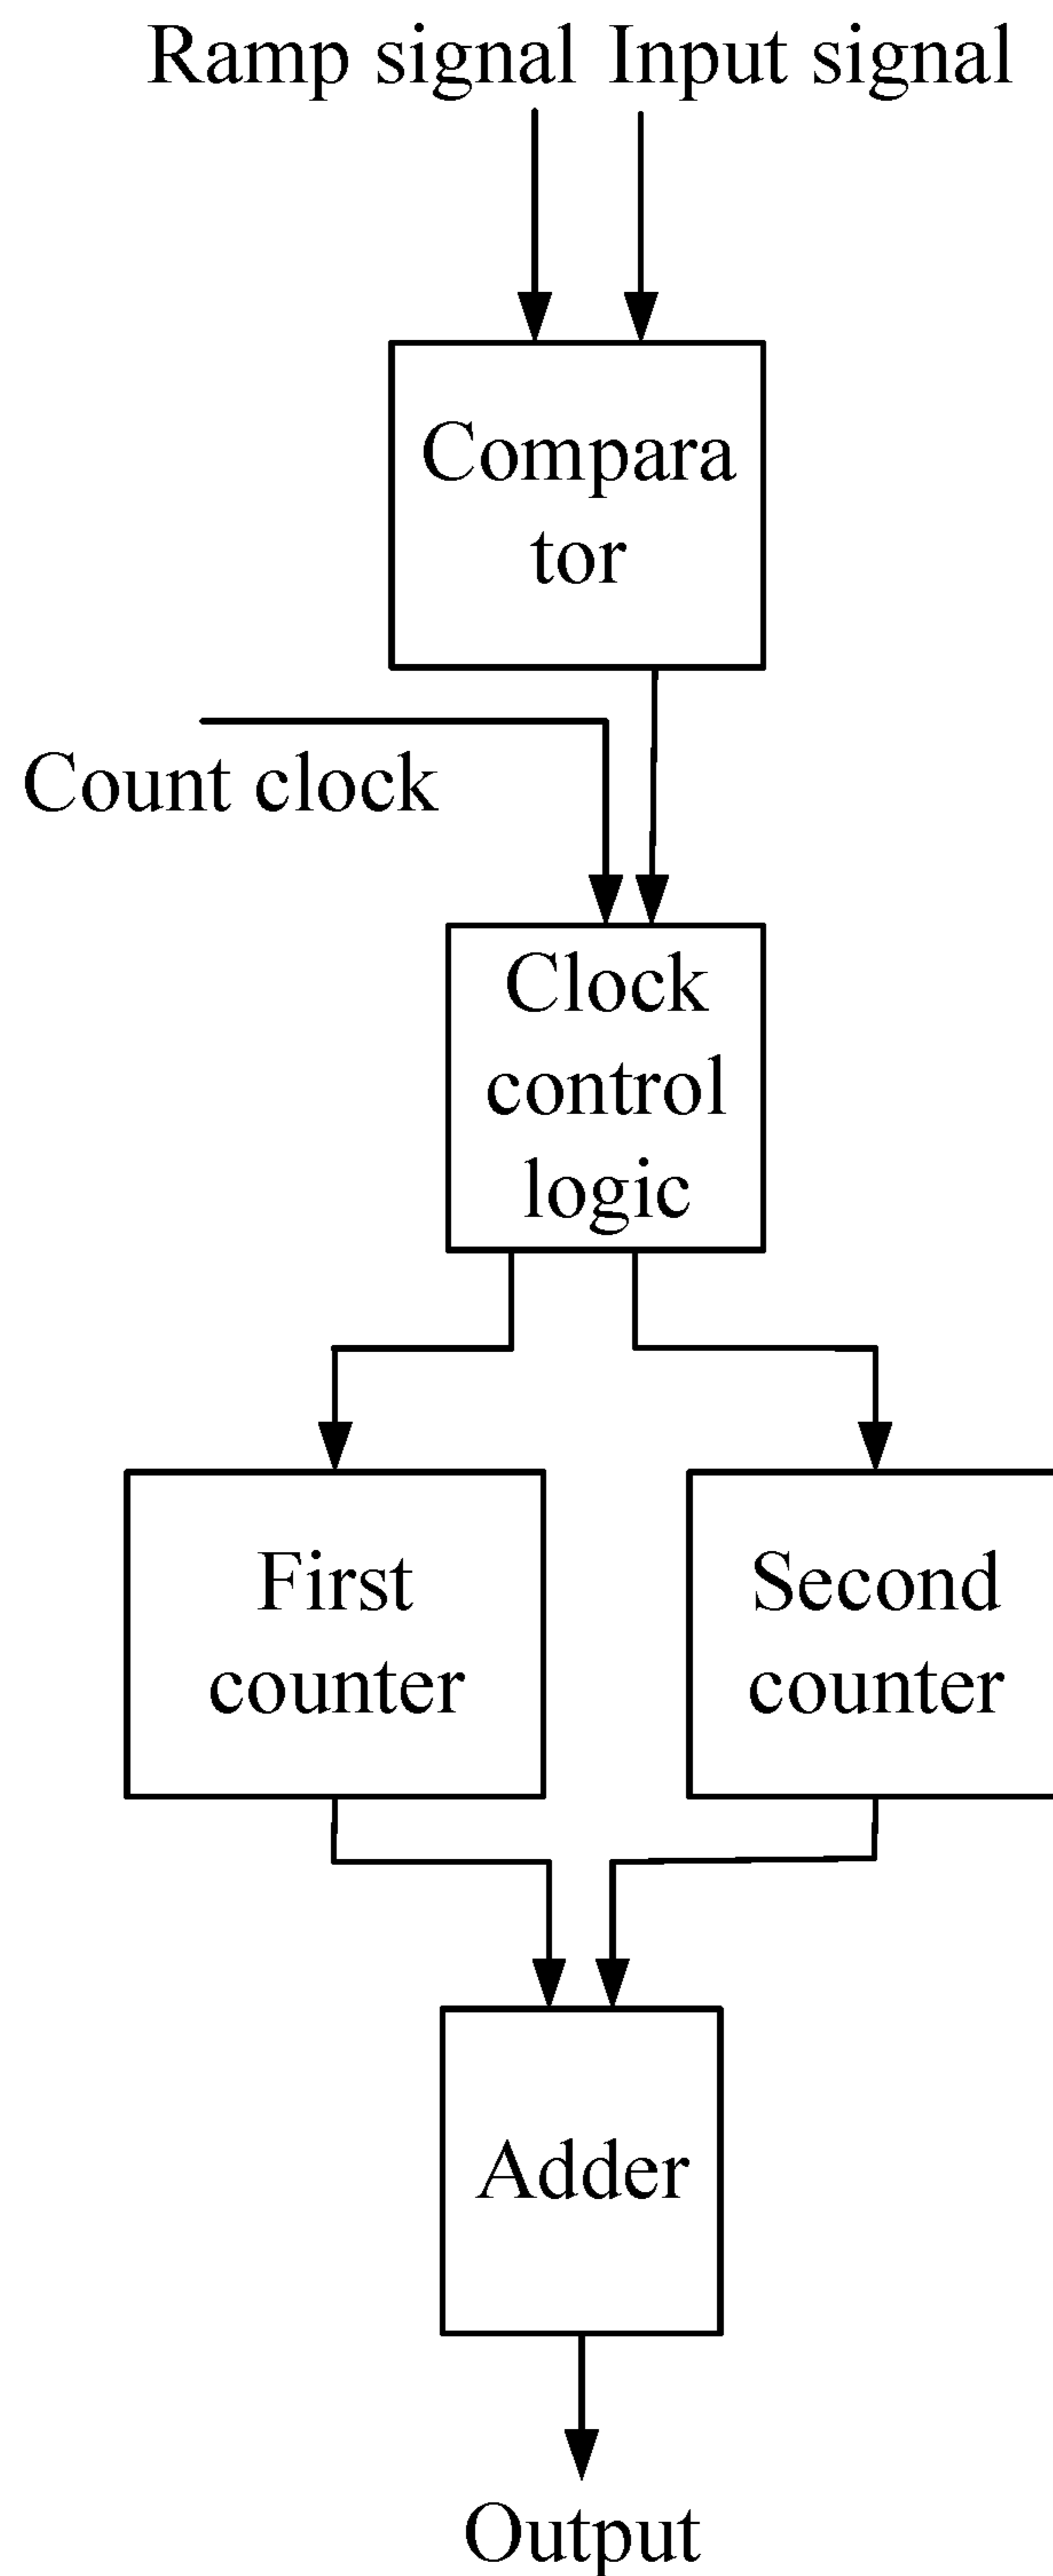 Ramp signal Input signal
Compara
tor
Count clock
Clock
control
logic
First
counter
Second
counter
Adder
Output